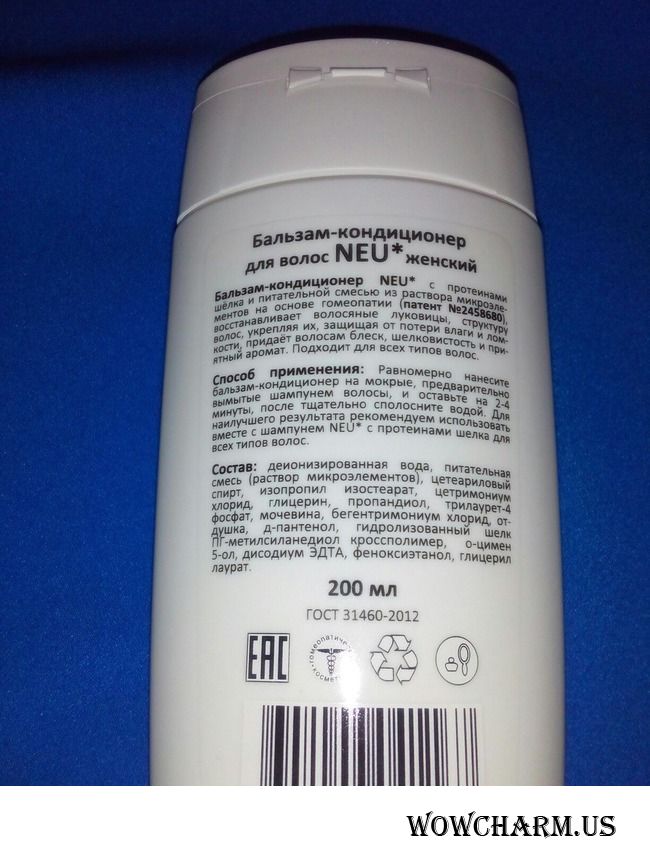 Бальзам-кондиционер
для волос NEU* женский
Бальзам-кондиционер NEU* с протеинами
шёлка и питательной смесью из раствора микроэле-
ментов на основе гомеопатии (патент №2458680),
восстанавливает волосяные луковицы, структуру
волос, укрепляя их, защищая от потери влаги и лом-
кости, придаёт волосам блеск, шелковистость и при-
ятный аромат. Подходит для всех типов волос.
Способ применения: Равномерно нанесите
бальзам-кондиционер на мокрые, предварительно
вымытые шампунем волосы, и оставьте на 2-4
минуты, после тщательно сполосните водой. Для
наилучшего результата рекомендуем использовать
вместе с шампунем NEU* с протеинами шелка для
всех типов волос.
Состав: деионизированная вода, питательная
смесь (раствор микроэлементов), цетеариловый
спирт, изопропил изостеарат, цетримониум
хлорид, глицерин, пропандиол, трилаурет-4
фосфат, мочевина, бегентримониум хлорид, от-
душка, д-пантенол, гидролизованный шелк
ПГ-метилсиланедиол кроссполимер, о-цимен
5-ол, дисодиум ЭДТА, феноксиэтанол, глицерил
лаурат.
200 мл
ГОСТ 31460-2012
EAC
WOWCHARM.US